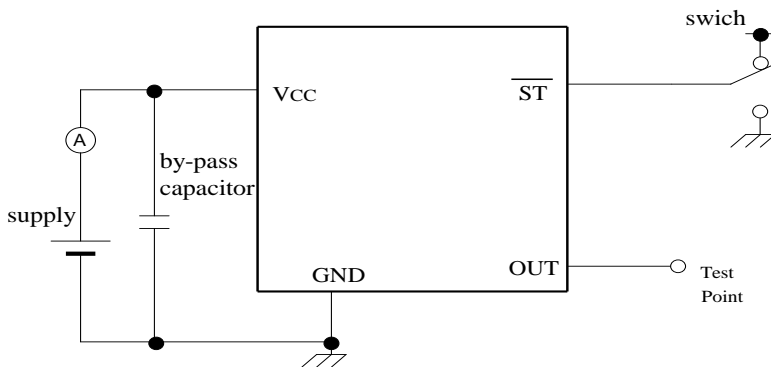 swich
VCC
ST
A
by-pass
capacitor
supply
GND
OUT
Test
Point